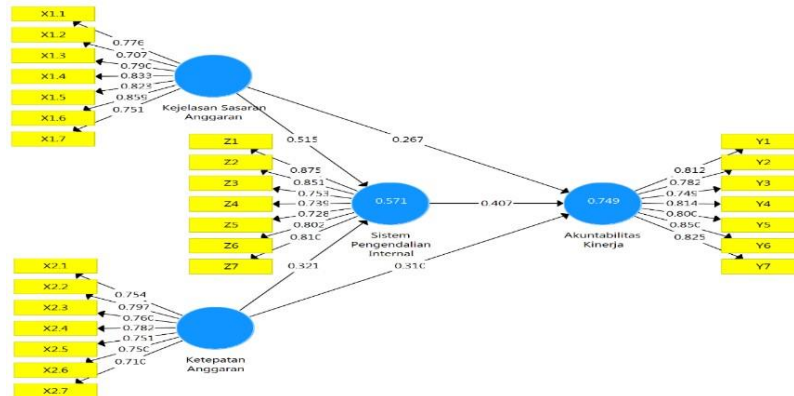 X1.1
X1.2
X1.3
X1.4
X1.5
X1.6
X1.7
0.776
0.707
0.790
0.833
0.823
0.859
0.751
Kejelasan Sasaran
Anggaran
0.515
0.267
Z1
Z2
Z3
Z4
Z5
Z6
Z7
0.875
0.851
0.753
0.739
0.728
0.802
0.810
0.571
Sistem
Pengendalian
Internal
0.407
0.749
Akuntabilitas
Kinerja
0.812
0.782
0.749
0.814
0.800
0.850
0.825
Y1
Y2
Y3
Y4
Y5
Y6
Y7
0.321
0.310
X2.1
X2.2
X2.3
X2.4
X2.5
X2.6
X2.7
0.754
0.797
0.760
0.782
0.751
0.750
0.710
Ketepatan
Anggaran